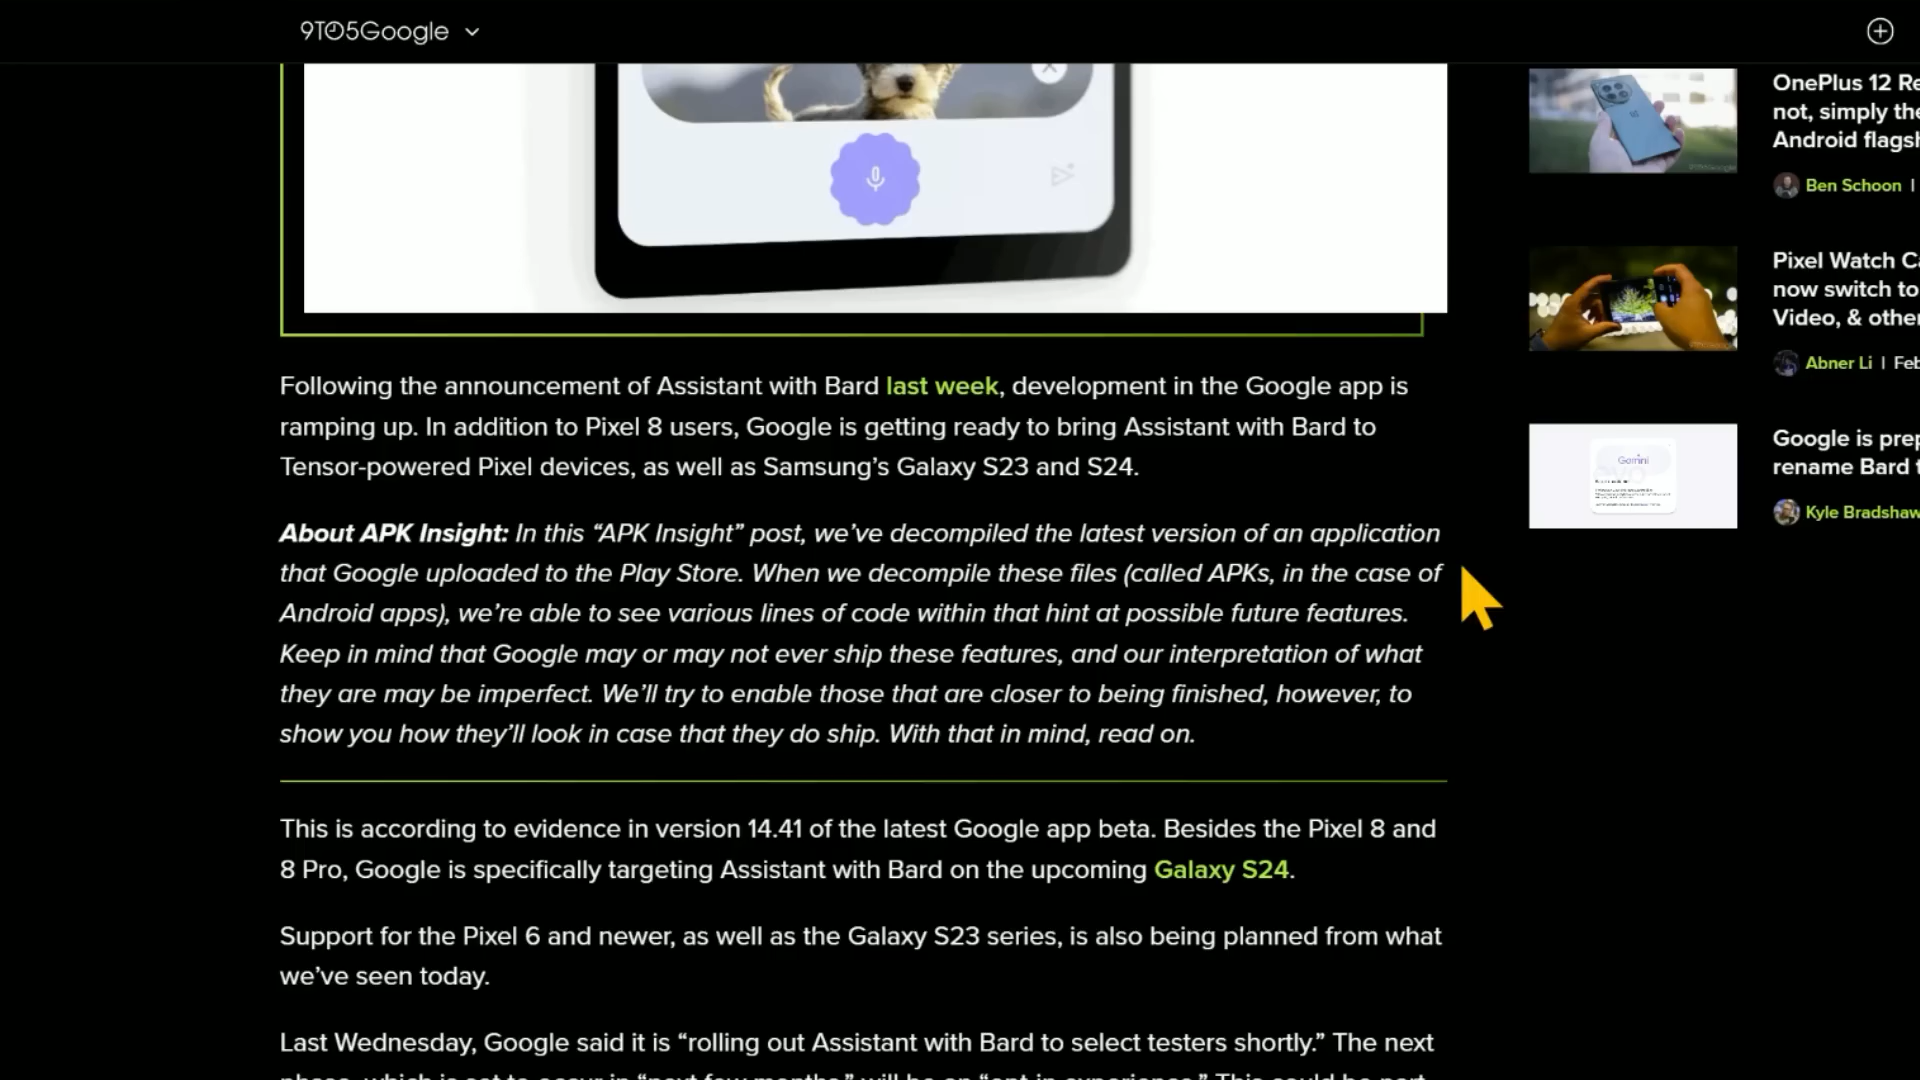 9TO5Google
Following the announcement of Assistant with Bard last week, development in the Google app is
ramping up. In addition to Pixel 8 users, Google is getting ready to bring Assistant with Bard to
Tensor-powered Pixel devices, as well as Samsung’s Galaxy S23 and S24.
About APK Insight: In this “APK Insight” post, we’ve decompiled the latest version of an application
that Google uploaded to the Play Store. When we decompile these files (called APKs, in the case of
Android apps), we’re able to see various lines of code within that hint at possible future features.
Keep in mind that Google may or may not ever ship these features, and our interpretation of what
they are may be imperfect. We’ll try to enable those that are closer to being finished, however, to
show you how they’ll look in case that they do ship. With that in mind, read on.
This is according to evidence in version 14.41 of the latest Google app beta. Besides the Pixel 8 and
8 Pro, Google is specifically targeting Assistant with Bard on the upcoming Galaxy S24.
Support for the Pixel 6 and newer, as well as the Galaxy S23 series, is also being planned from what
we’ve seen today.
Last Wednesday, Google said it is “rolling out Assistant with Bard to select testers shortly.” The next
OnePlus 12 Re
not, simply the
Android flagsh
Ben Schoon |
Pixel Watch Ca
now switch to
Video, & other
Abner Li | Feb
Gemini
Google is prep
rename Bard t
Kyle Bradshaw